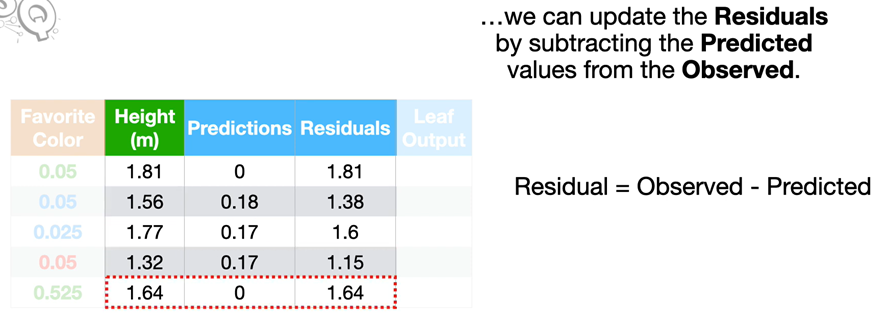 …we can update the Residuals
by subtracting the Predicted
values from the Observed.
Favorite Color Height (m) Predictions Residuals Leaf Output
0.05 1.81 0 1.81
0.05 1.56 0.18 1.38
0.025 1.77 0.17 1.6
0.05 1.32 0.17 1.15
0.525 1.64 0 1.64
Residual = Observed - Predicted